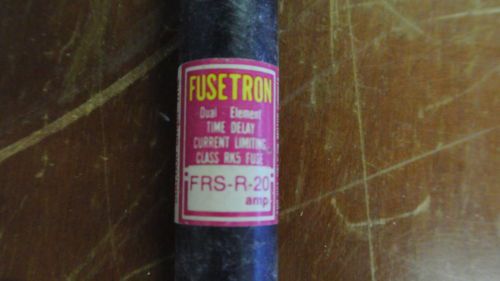 FUSETRON
Dual - Element
TIME DELAY
CURRENT LIMITING
CLASS RK5 FUSE
FRS-R-20
amp